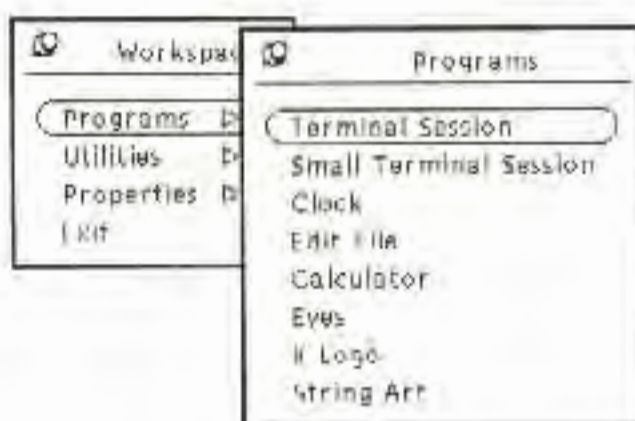 Workspac
Programs
Utilities
Properties
Exit
Programs
Terminal Session
Small Terminal Session
Clock
Edit File
Calculator
Eyes
X Logo
String Art